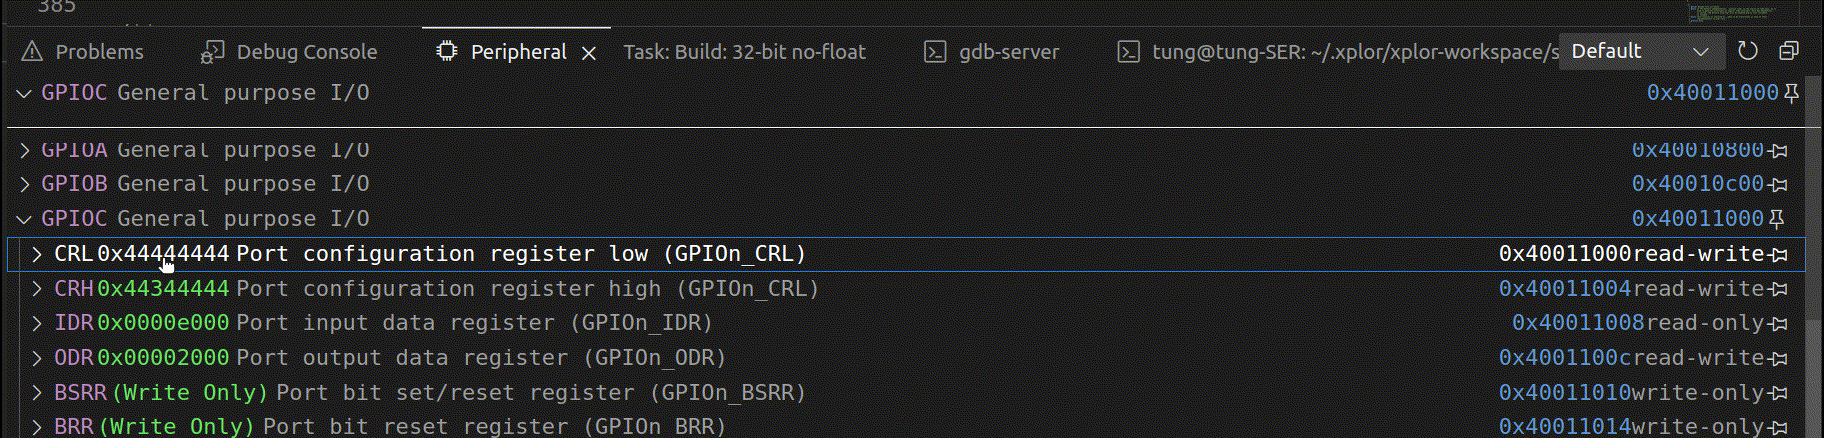 385
Problems Debug Console Peripheral Task: Build: 32-bit no-float gdb-server tung@tung-SER: ~/.xplor/xplor-workspace/s Default
GPIOC General purpose I/O 0x40011000
GPIOA General purpose I/O 0x40010800
GPIOB General purpose I/O 0x40010c00
GPIOC General purpose I/O 0x40011000
CRL 0x44444444 Port configuration register low (GPIOn_CRL) 0x40011000 read-write
CRH 0x44344444 Port configuration register high (GPIOn_CRL) 0x40011004 read-write
IDR 0x0000e000 Port input data register (GPIOn_IDR) 0x40011008 read-only
ODR 0x00002000 Port output data register (GPIOn_ODR) 0x4001100c read-write
BSRR (Write Only) Port bit set/reset register (GPIOn_BSRR) 0x40011010 write-only
BRR (Write Only) Port bit reset register (GPIOn_BRR) 0x40011014 write-only